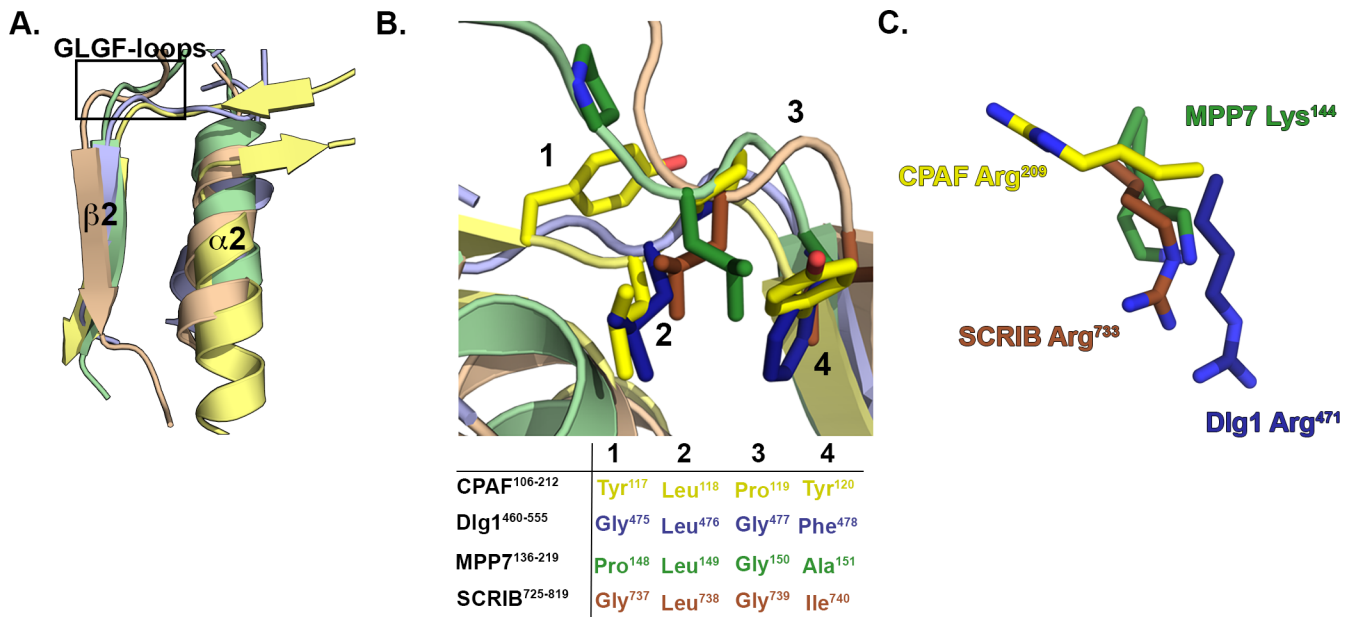 A.
GLGF-loops
β2
α2
B.
1
2
3
4
1 2 3 4
CPAF106-212 Tyr117 Leu118 Pro119 Tyr120
Dlg1460-555 Gly475 Leu476 Gly477 Phe478
MPP7136-219 Pro148 Leu149 Gly150 Ala151
SCRIB725-819 Gly737 Leu738 Gly739 Ile740
C.
MPP7 Lys144
CPAF Arg209
SCRIB Arg733
Dlg1 Arg471